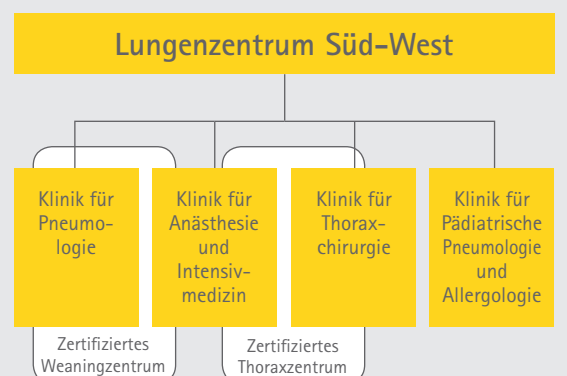 Lungenzentrum Süd-West
Klinik für
Pneumo-
logie
Klinik für
Anästhesie
und
Intensiv-
medizin
Klinik für
Thorax-
chirurgie
Klinik für
Pädiatrische
Pneumologie
und
Allergologie
Zertifiziertes
Weaningzentrum
Zertifiziertes
Thoraxzentrum